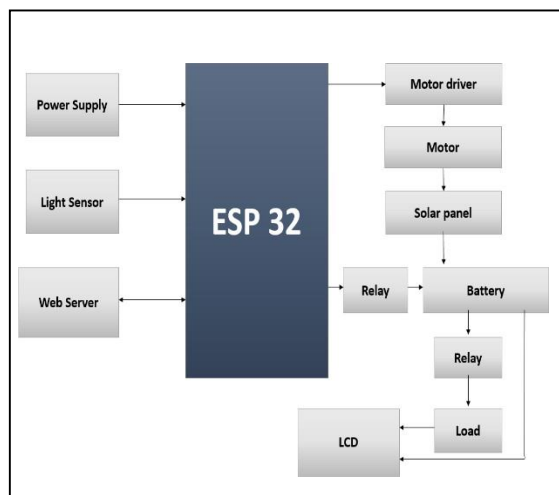 Power Supply
Light Sensor
Web Server
ESP 32
Motor driver
Motor
Solar panel
Relay
Battery
Relay
Load
LCD